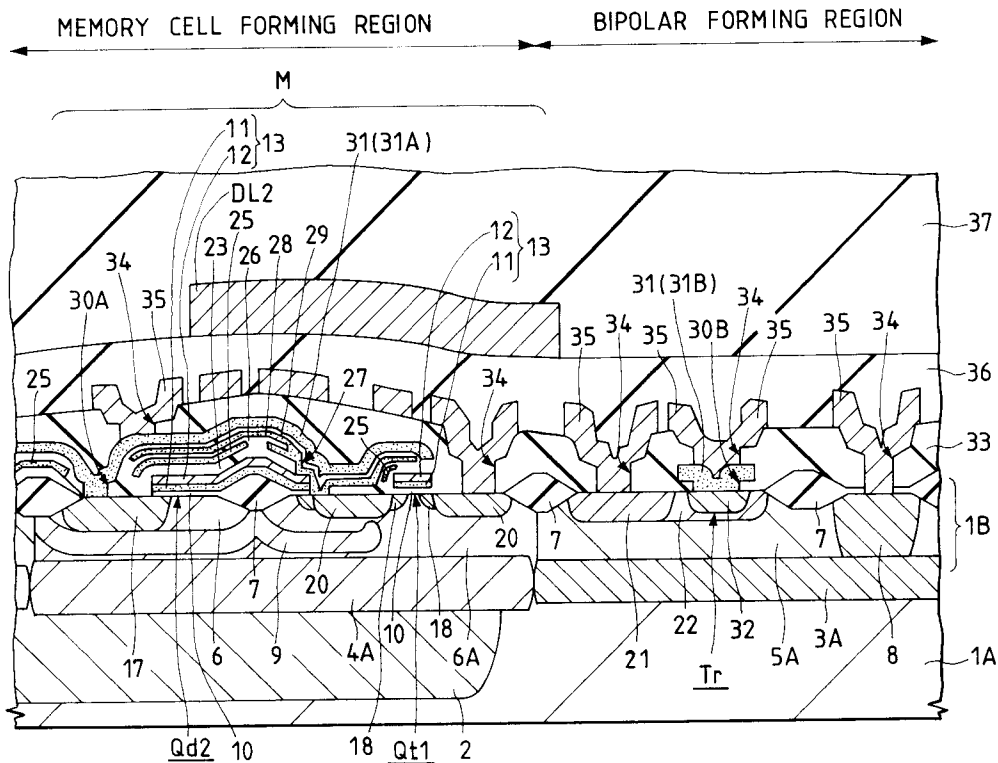 MEMORY CELL FORMING REGION
BIPOLAR FORMING REGION
M
11
12
}13
31(31A)
DL2
25
23
26
28
29
12
11
}13
37
34
30A
35
31(31B)
30B
34
35
34
35
35
34
35
34
25
27
25
34
36
33
1B
17
6
7
9
20
4A
10
6A
18
20
7
21
22
32
5A
7
3A
8
1A
Tr
Qd2
10
18
Qt1
2